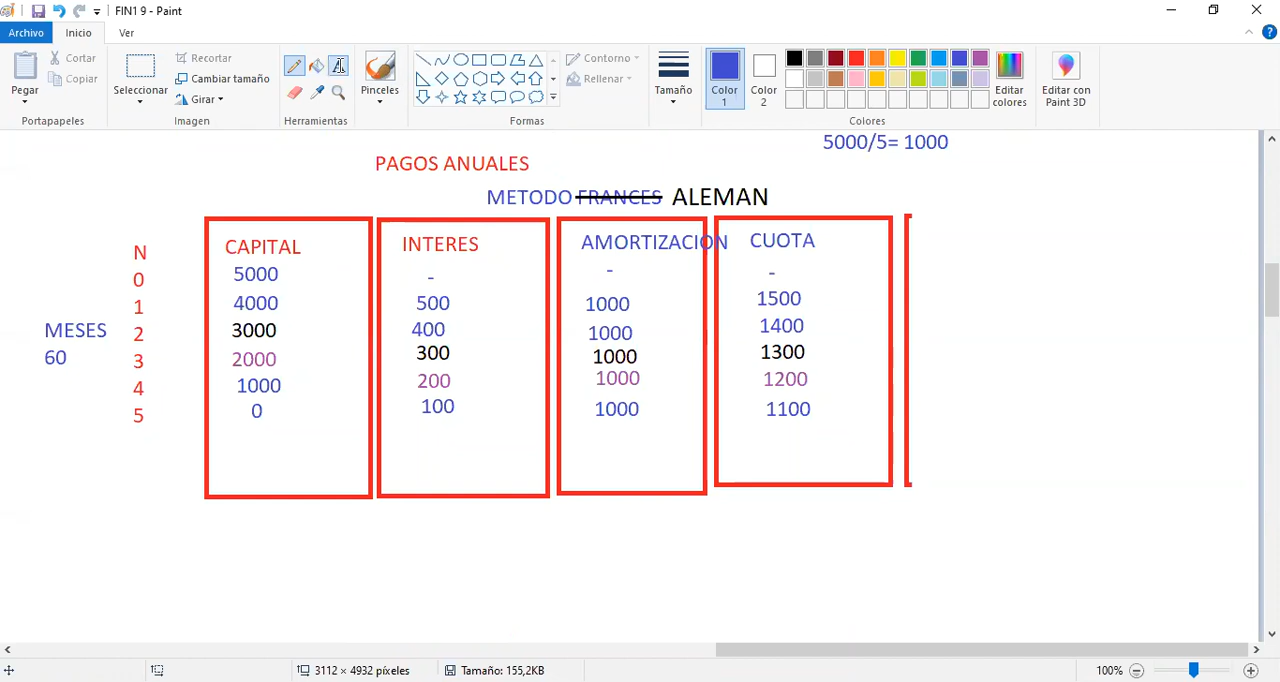 FIN1 9 - Paint
Archivo Inicio Ver
Pegar
Cortar
Copiar
Portapapeles
Seleccionar
Recortar
Cambiar tamaño
Girar
Imagen
Herramientas
Pinceles
Contorno
Rellenar
Formas
Tamaño
Color 1
Color 2
Editar colores
Colores
Editar con Paint 3D
5000/5= 1000
PAGOS ANUALES
METODO FRANCES ALEMAN
N CAPITAL INTERES AMORTIZACION CUOTA
0 5000 - - -
1 4000 500 1000 1500
MESES 2 3000 400 1000 1400
60 3 2000 300 1000 1300
4 1000 200 1000 1200
5 0 100 1000 1100
3112 × 4932 píxeles Tamaño: 155,2KB 100%